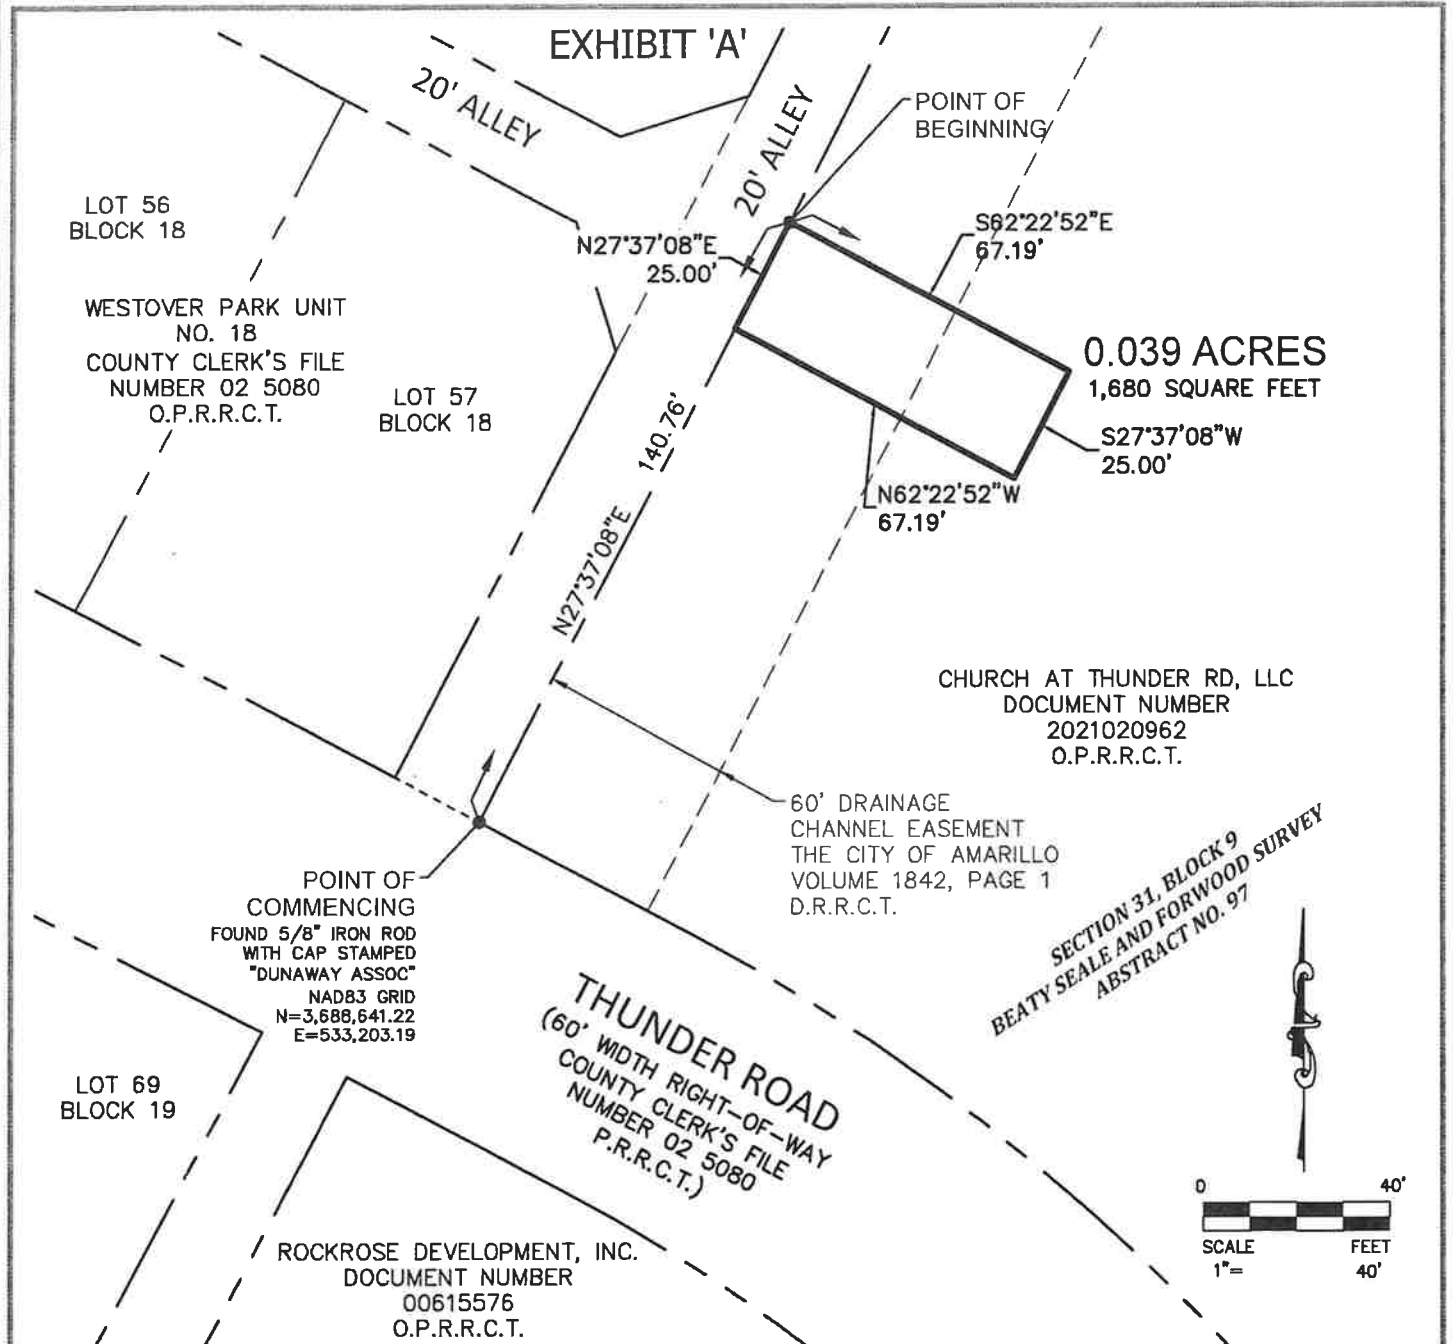 EXHIBIT 'A'
20' ALLEY
20' ALLEY
POINT OF
BEGINNING
LOT 56
BLOCK 18
N27°37'08"E
25.00'
S62°22'52"E
67.19'
WESTOVER PARK UNIT
NO. 18
COUNTY CLERK'S FILE
NUMBER 02 5080
O.P.R.R.C.T.
LOT 57
BLOCK 18
0.039 ACRES
1,680 SQUARE FEET
S27°37'08"W
25.00'
N62°22'52"W
67.19'
N27°37'08"E 140.76'
CHURCH AT THUNDER RD, LLC
DOCUMENT NUMBER
2021020962
O.P.R.R.C.T.
60' DRAINAGE
CHANNEL EASEMENT
THE CITY OF AMARILLO
VOLUME 1842, PAGE 1
D.R.R.C.T.
POINT OF
COMMENCING
FOUND 5/8" IRON ROD
WITH CAP STAMPED
"DUNAWAY ASSOC"
NAD83 GRID
N=3,688,641.22
E=533,203.19
SECTION 31, BLOCK 9
BEATY SEALE AND FORWOOD SURVEY
ABSTRACT NO. 97
THUNDER ROAD
(60' WIDTH RIGHT-OF-WAY
COUNTY CLERK'S FILE
NUMBER 02 5080
P.R.R.C.T.)
LOT 69
BLOCK 19
ROCKROSE DEVELOPMENT, INC.
DOCUMENT NUMBER
00615576
O.P.R.R.C.T.
0 40'
SCALE FEET
1"= 40'